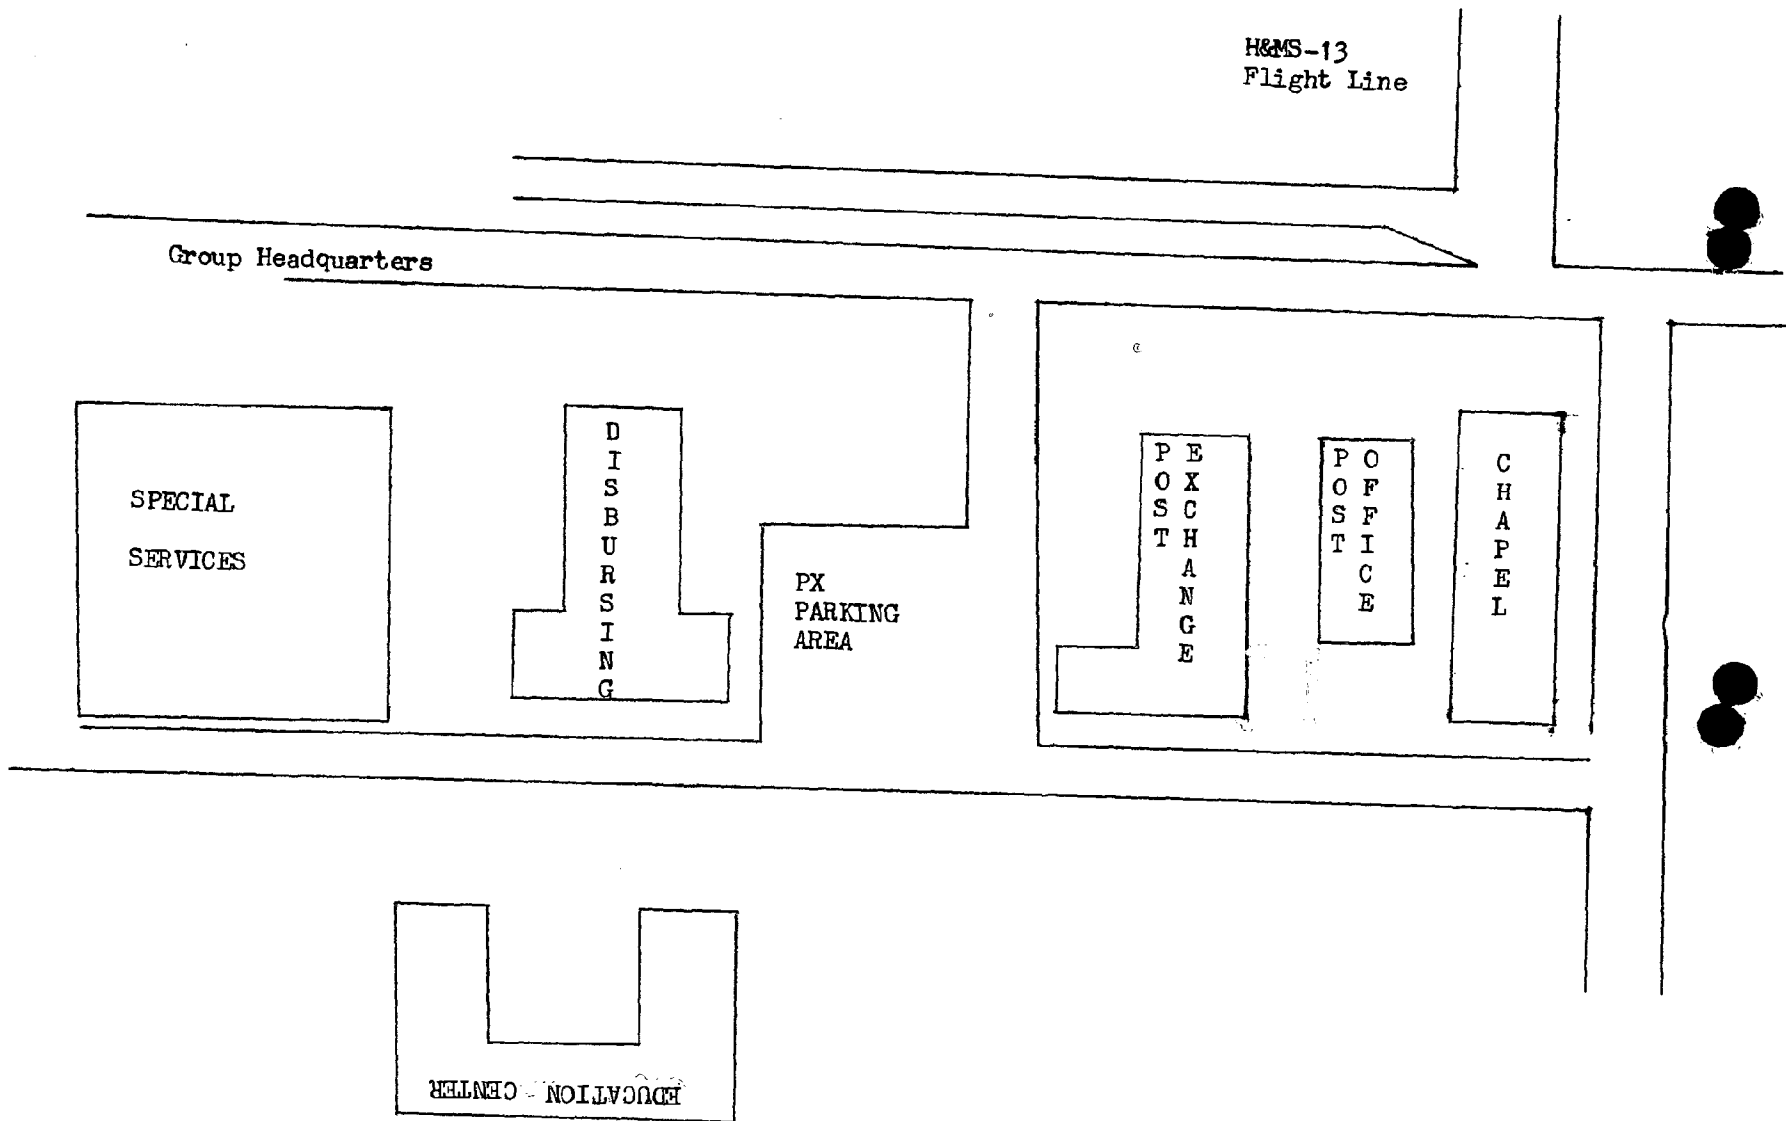 H&MS-13
Flight Line
Group Headquarters
SPECIAL
SERVICES
DISBURSING
PX
PARKING
AREA
POST
EXCHANGE
POST
OFFICE
CHAPEL
EDUCATION CENTER